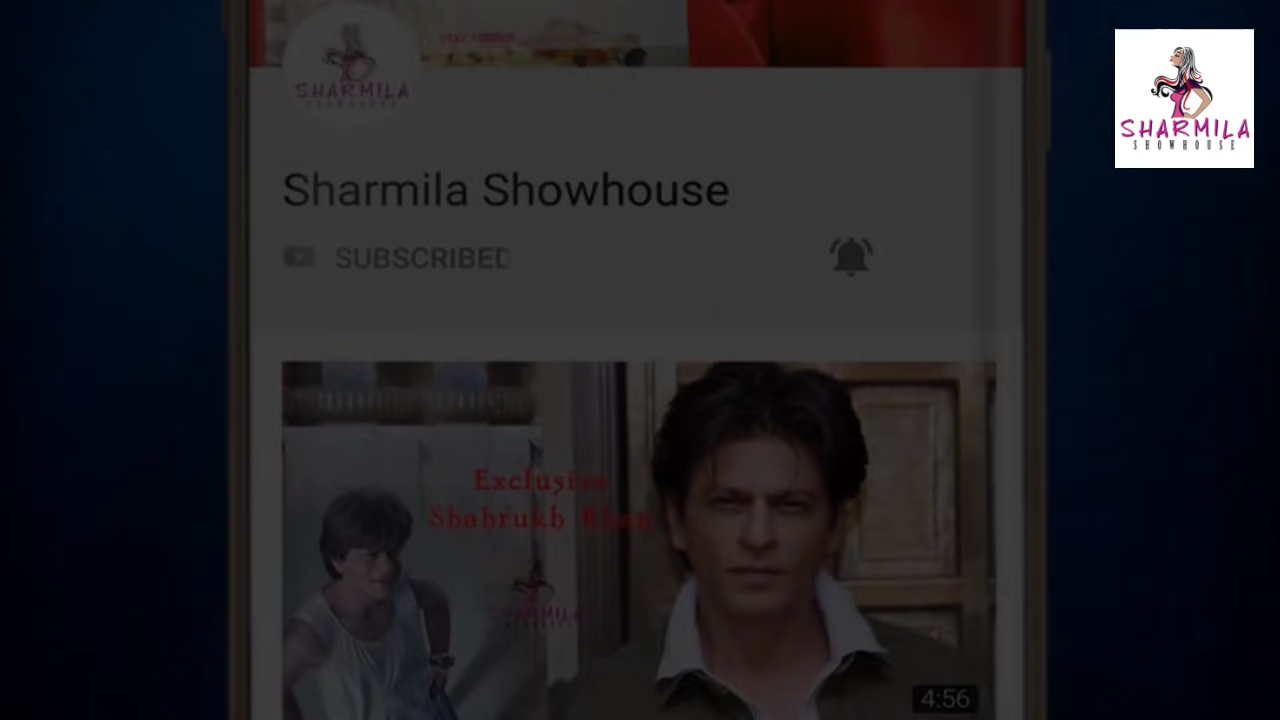 SHARMILA
SHOWHOUSE
SHARMILA
SHOWHOUSE
Sharmila Showhouse
SUBSCRIBED
Exclusive
Shahrukh Khan
SHARMILA
4:56